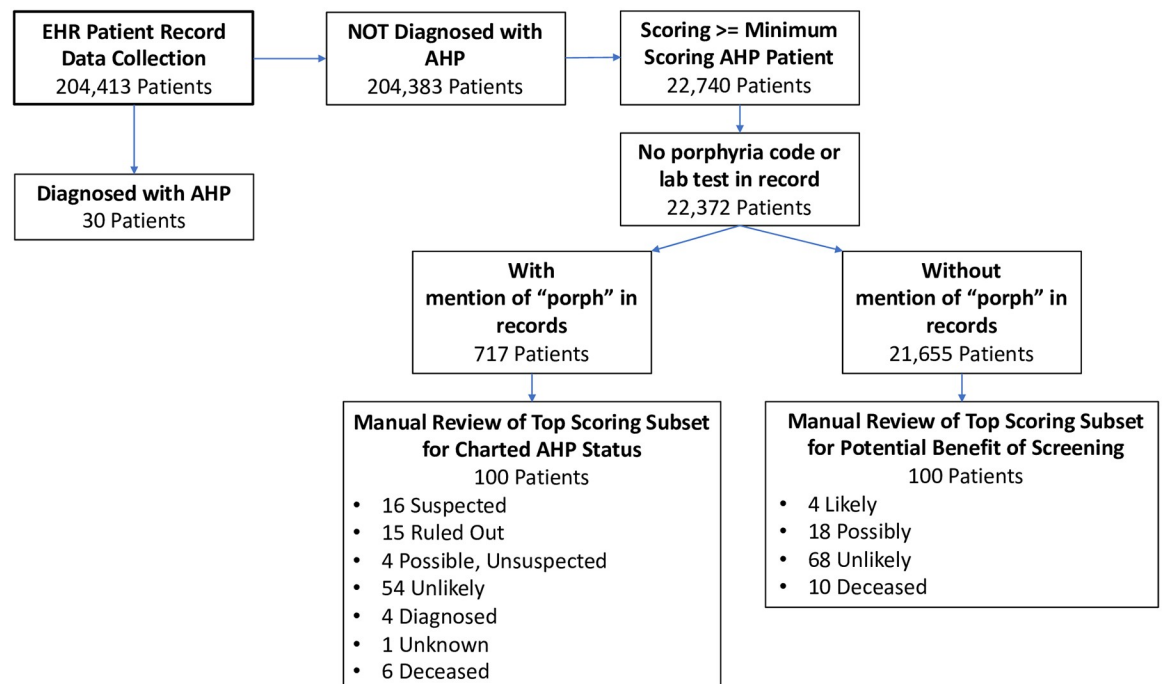 EHR Patient Record
Data Collection
204,413 Patients
NOT Diagnosed with
AHP
204,383 Patients
Scoring >= Minimum
Scoring AHP Patient
22,740 Patients
Diagnosed with AHP
30 Patients
No porphyria code or
lab test in record
22,372 Patients
With
mention of “porph” in
records
717 Patients
Without
mention of “porph” in
records
21,655 Patients
Manual Review of Top Scoring Subset
for Charted AHP Status
100 Patients
• 16 Suspected
• 15 Ruled Out
• 4 Possible, Unsuspected
• 54 Unlikely
• 4 Diagnosed
• 1 Unknown
• 6 Deceased
Manual Review of Top Scoring Subset
for Potential Benefit of Screening
100 Patients
• 4 Likely
• 18 Possibly
• 68 Unlikely
• 10 Deceased